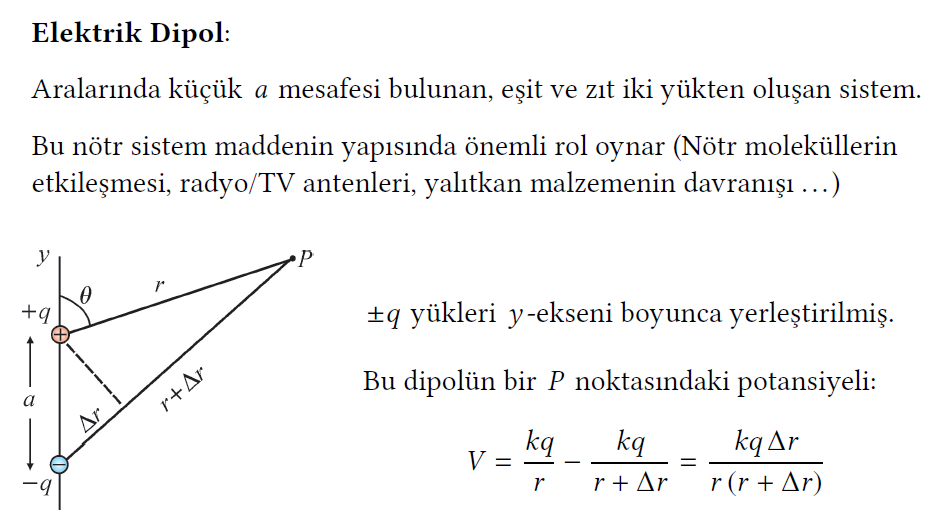 Elektrik Dipol:
Aralarında küçük a mesafesi bulunan, eşit ve zıt iki yükten oluşan sistem.
Bu nötr sistem maddenin yapısında önemli rol oynar (Nötr moleküllerin
etkileşmesi, radyo/TV antenleri, yalıtkan malzemenin davranışı …)
y
P
r
θ
+q
a
Δr
r+Δr
−q
±q yükleri y-ekseni boyunca yerleştirilmiş.
Bu dipolün bir P noktasındaki potansiyeli:
V = kq/r − kq/(r + Δr) = kq Δr/(r (r + Δr))